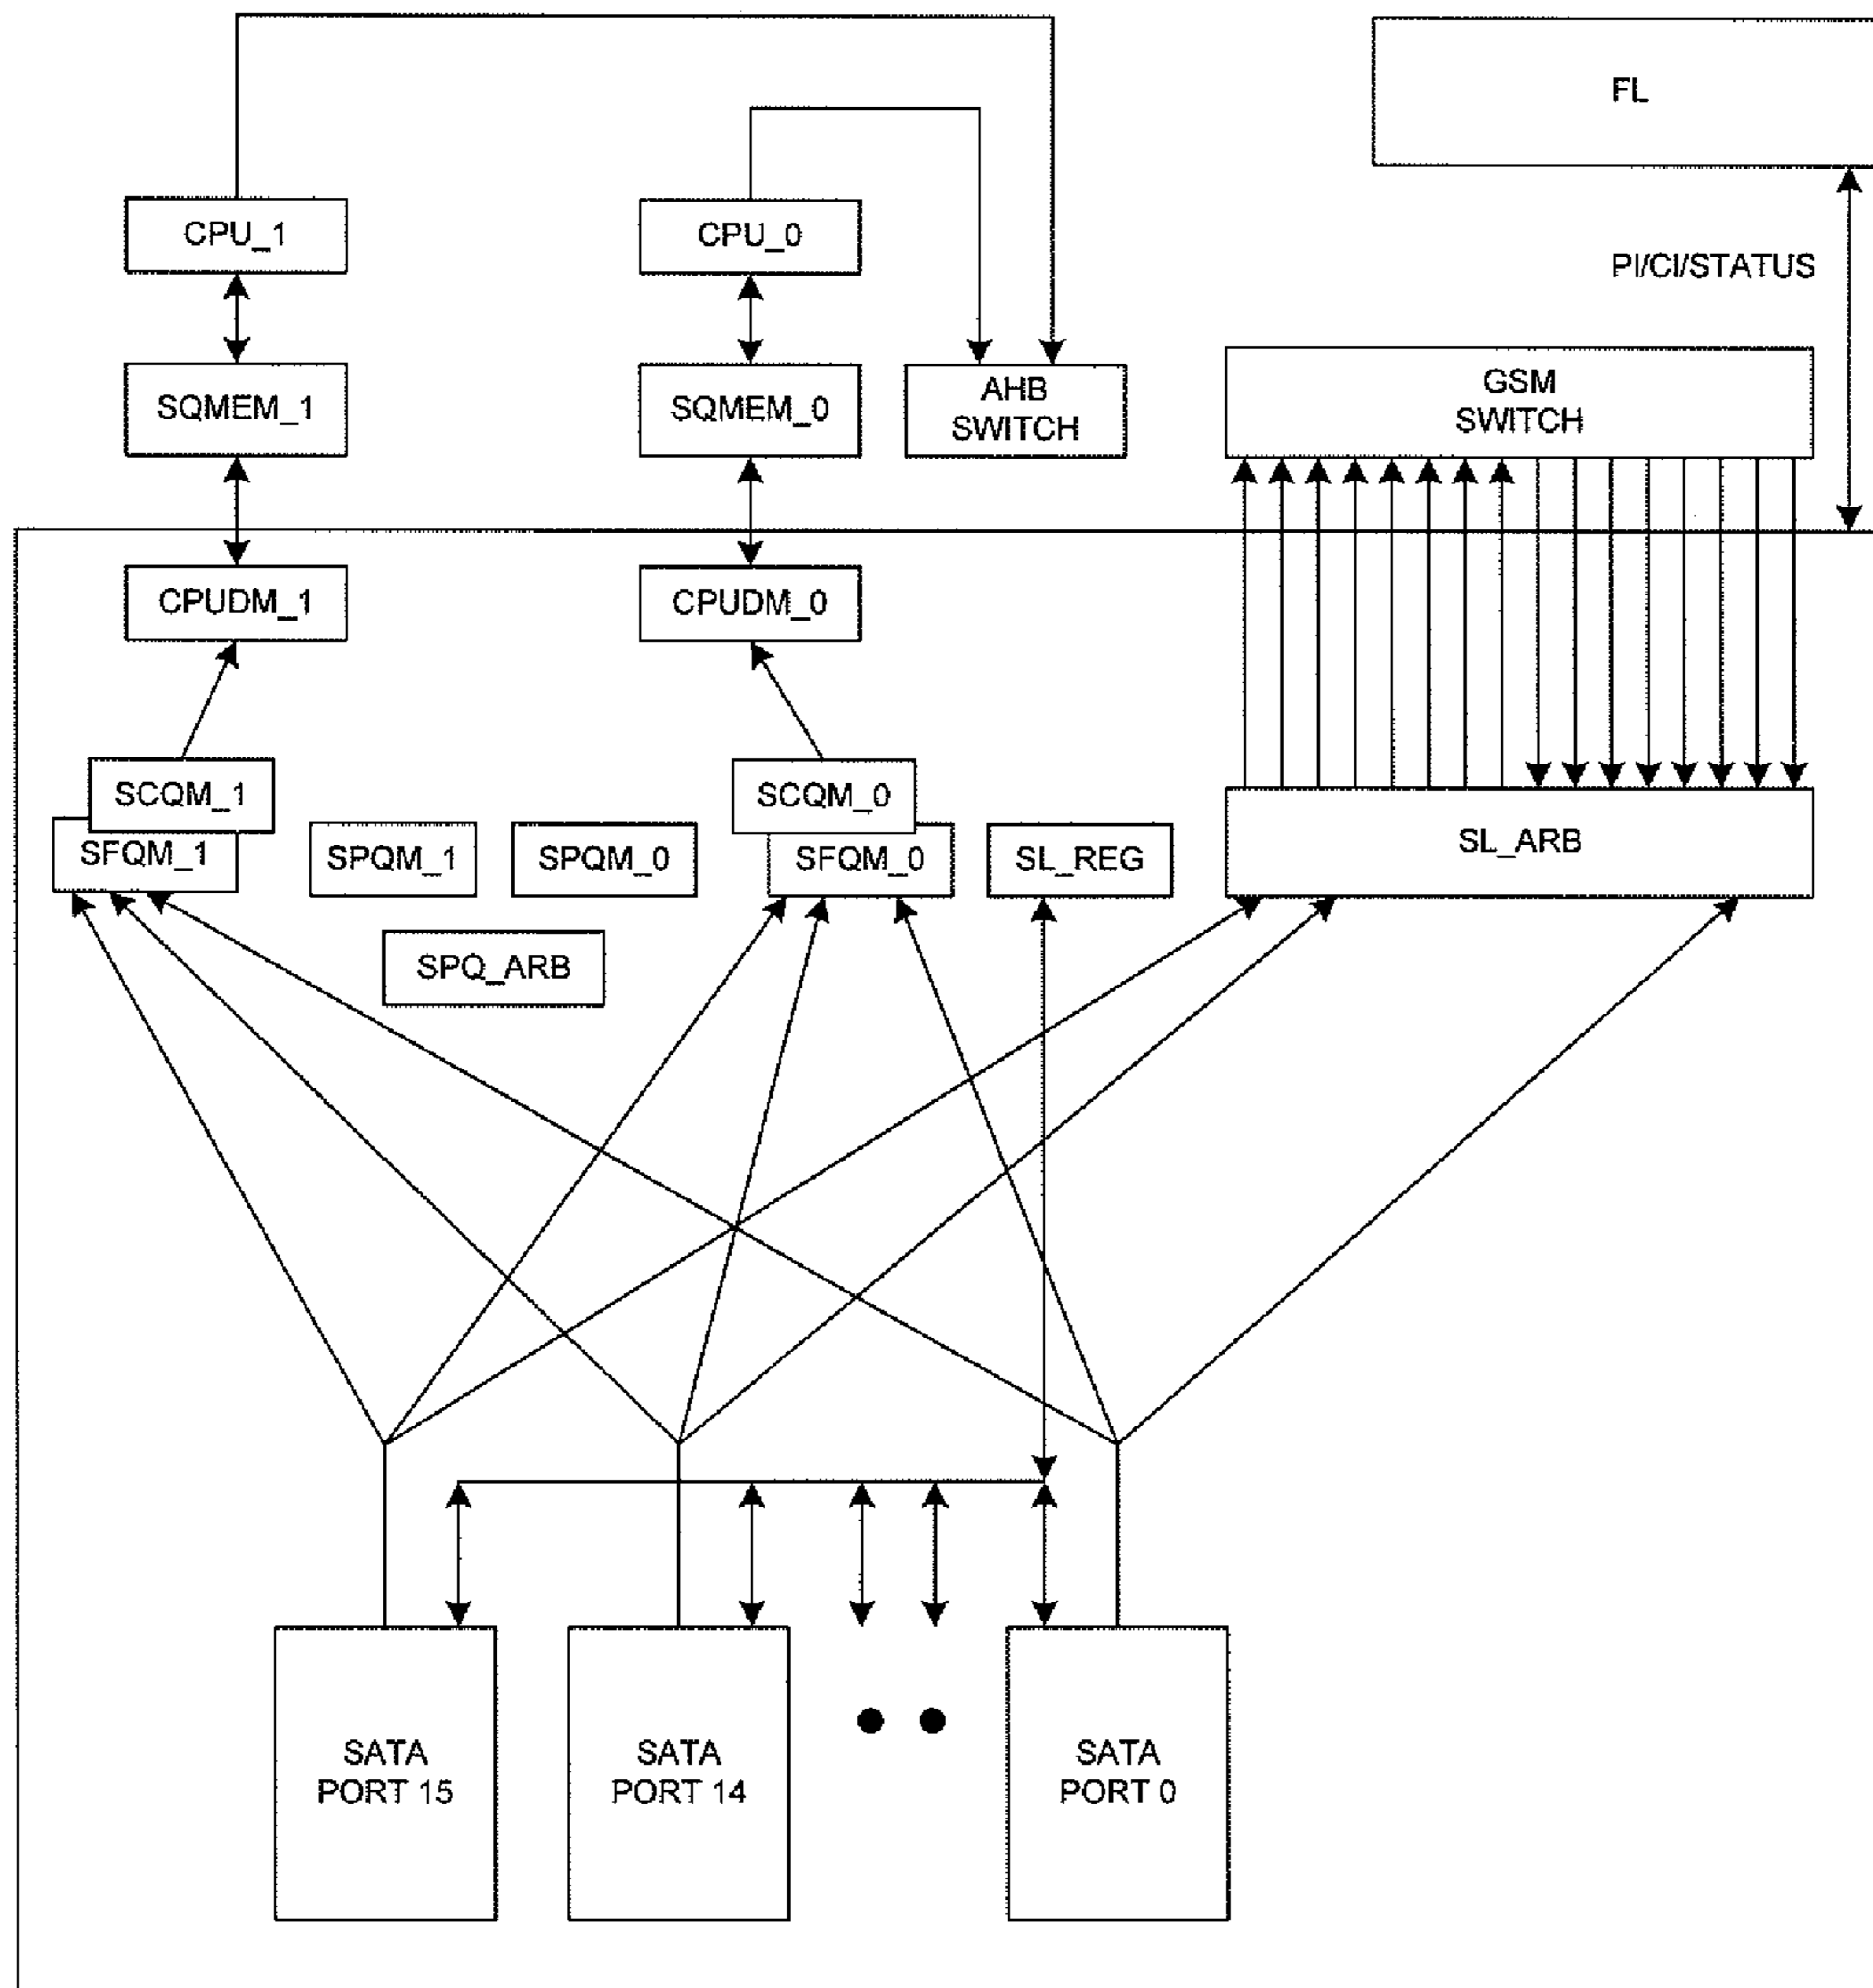 FL
CPU_1
CPU_0
PI/CI/STATUS
SQMEM_1
SQMEM_0
AHB
SWITCH
GSM
SWITCH
CPUDM_1
CPUDM_0
SCQM_1
SCQM_0
SFQM_1
SPQM_1
SPQM_0
SFQM_0
SL_REG
SL_ARB
SPQ_ARB
SATA
PORT 15
SATA
PORT 14
SATA
PORT 0